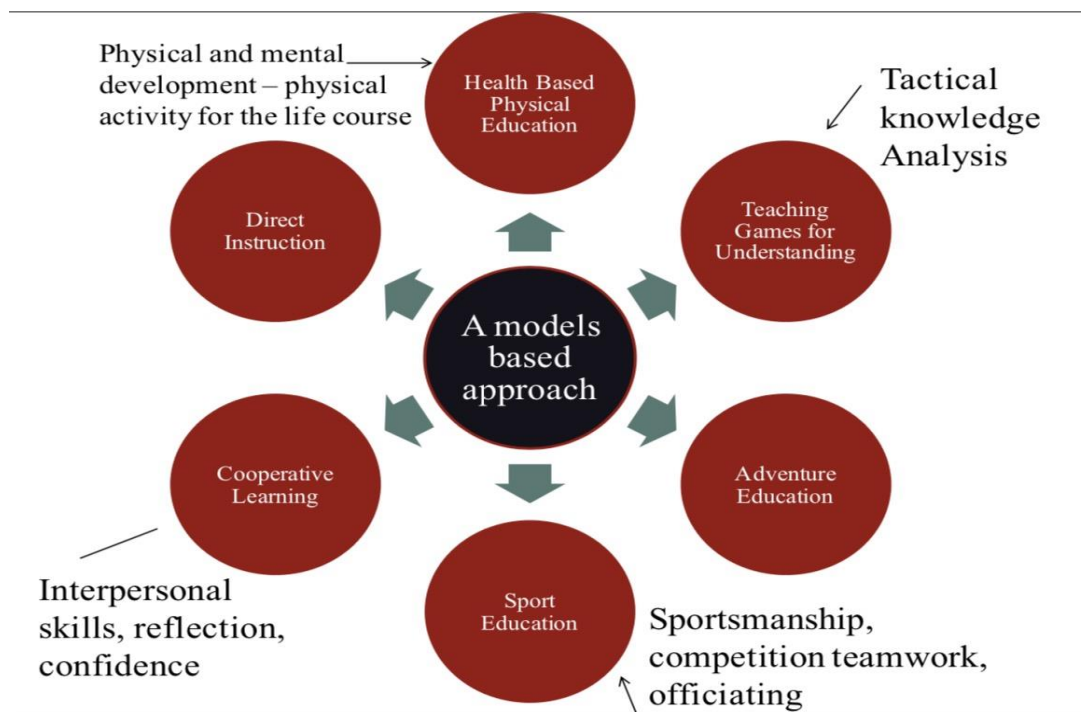 Physical and mental
development – physical
activity for the life course
Health Based
Physical
Education
Tactical
knowledge
Analysis
Direct
Instruction
Teaching
Games for
Understanding
A models
based
approach
Cooperative
Learning
Adventure
Education
Interpersonal
skills, reflection,
confidence
Sport
Education
Sportsmanship,
competition teamwork,
officiating